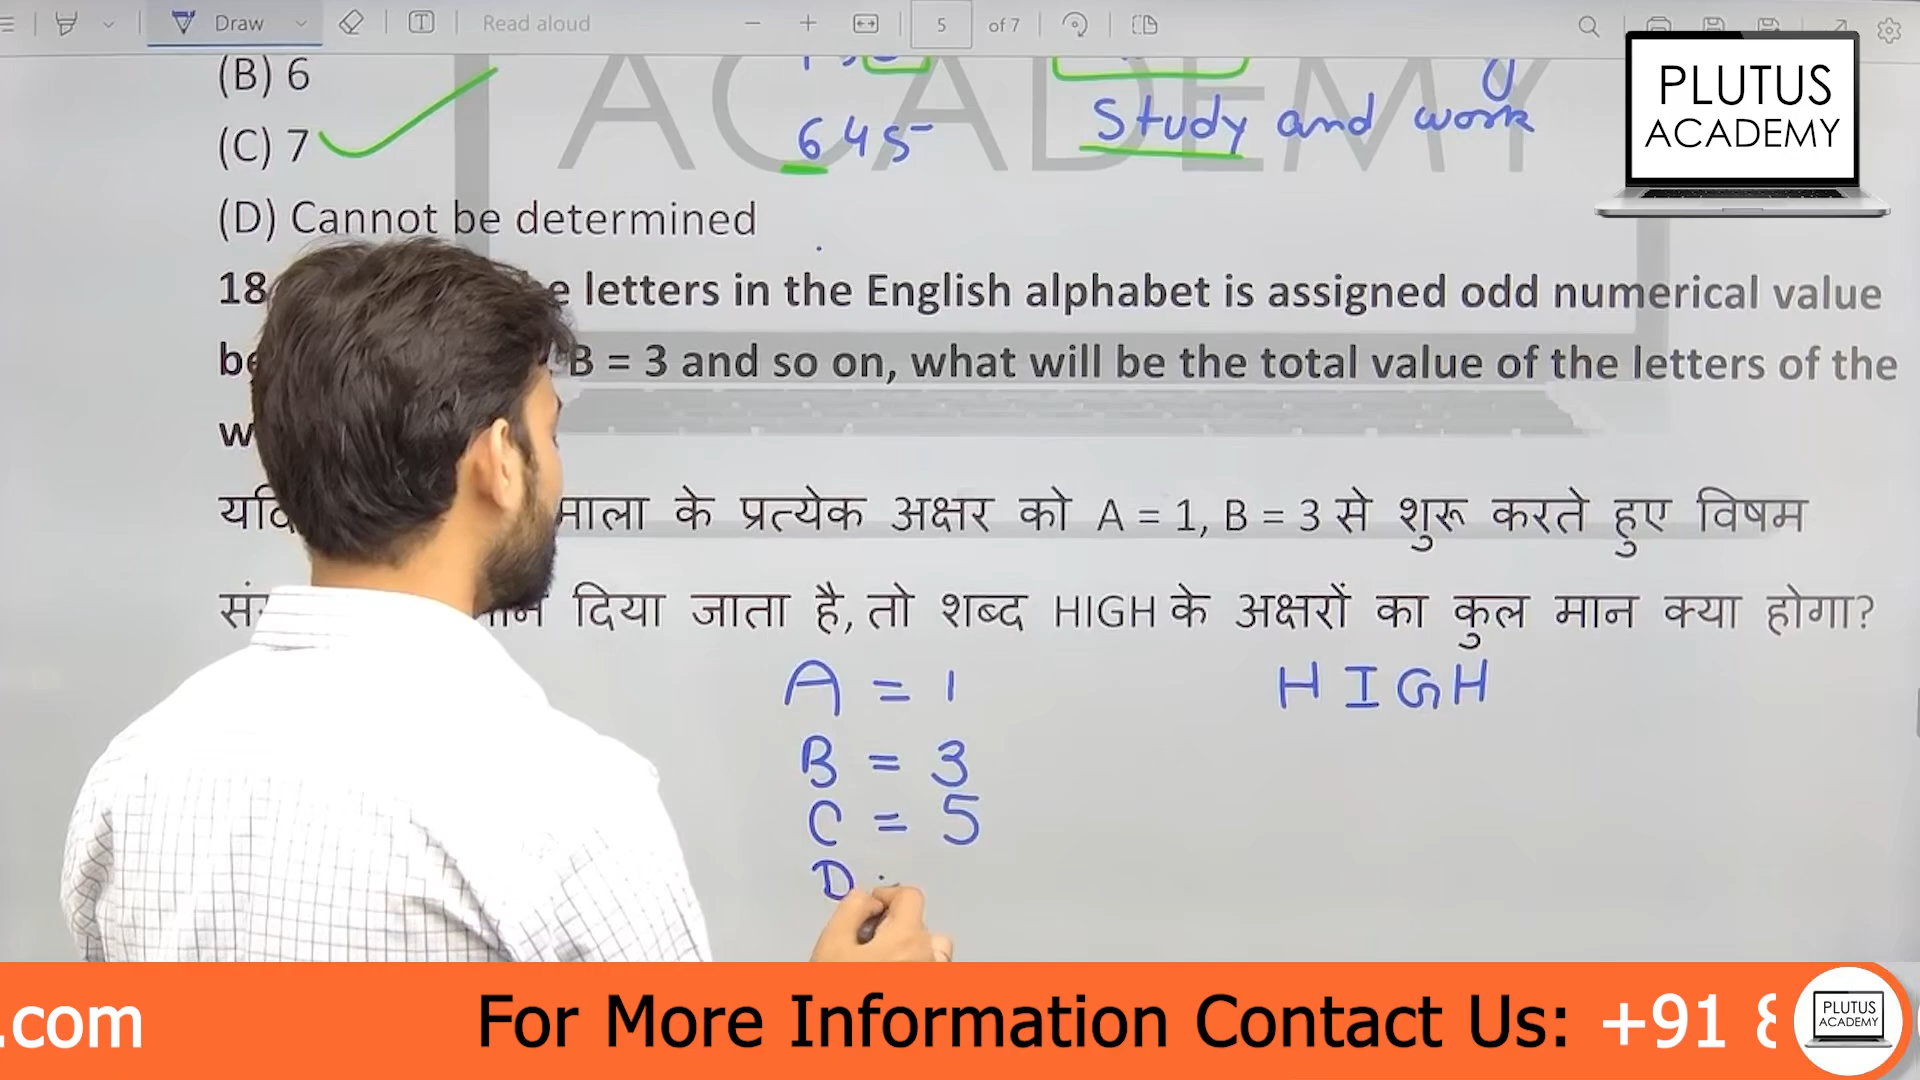 Draw
Read aloud
5 of 7
(B) 6
645 Study and work
(C) 7
PLUTUS
ACADEMY
ACADEMY
(D) Cannot be determined
18 letters in the English alphabet is assigned odd numerical value
B = 3 and so on, what will be the total value of the letters of the
माला के प्रत्येक अक्षर को A = 1, B = 3 से शुरू करते हुए विषम
दिया जाता है, तो शब्द HIGH के अक्षरों का कुल मान क्या होगा?
A = 1 HIGH
B = 3
C = 5
D
.com For More Information Contact Us: +91
PLUTUS
ACADEMY